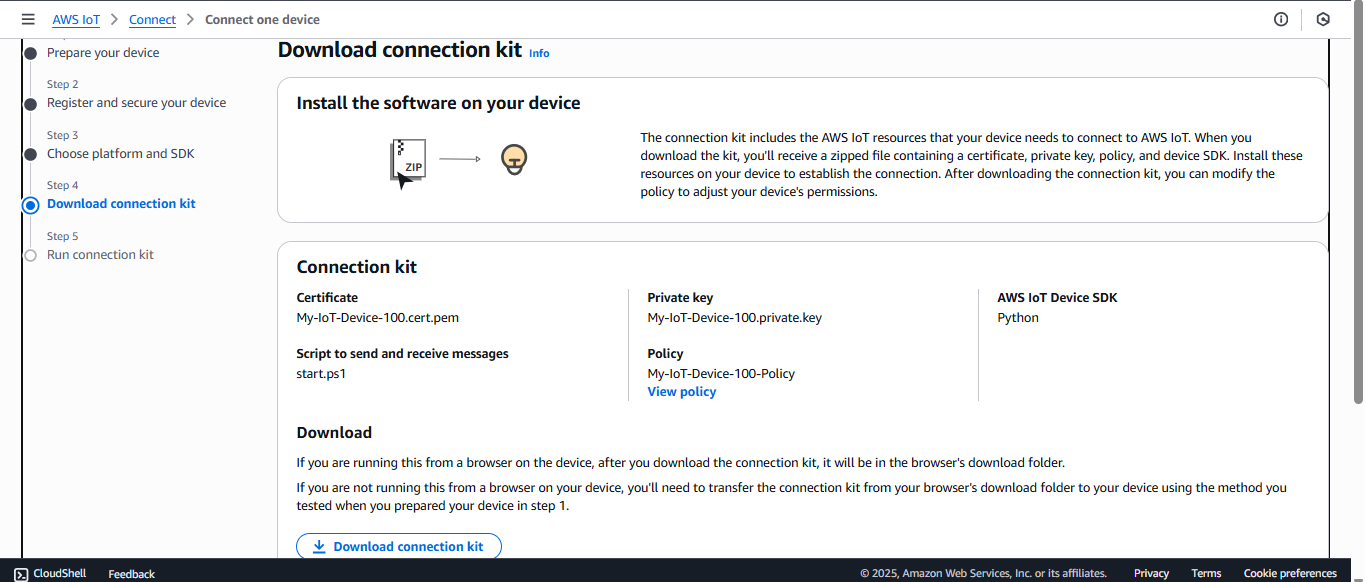 AWS IoT > Connect > Connect one device
Prepare your device
Step 2
Register and secure your device
Step 3
Choose platform and SDK
Step 4
Download connection kit
Step 5
Run connection kit
Download connection kit Info
Install the software on your device
ZIP
The connection kit includes the AWS IoT resources that your device needs to connect to AWS IoT. When you
download the kit, you'll receive a zipped file containing a certificate, private key, policy, and device SDK. Install these
resources on your device to establish the connection. After downloading the connection kit, you can modify the
policy to adjust your device's permissions.
Connection kit
Certificate
My-IoT-Device-100.cert.pem
Script to send and receive messages
start.ps1
Private key
My-IoT-Device-100.private.key
Policy
My-IoT-Device-100-Policy
View policy
AWS IoT Device SDK
Python
Download
If you are running this from a browser on the device, after you download the connection kit, it will be in the browser's download folder.
If you are not running this from a browser on your device, you'll need to transfer the connection kit from your browser's download folder to your device using the method you
tested when you prepared your device in step 1.
Download connection kit
CloudShell Feedback © 2025, Amazon Web Services, Inc. or its affiliates. Privacy Terms Cookie preferences